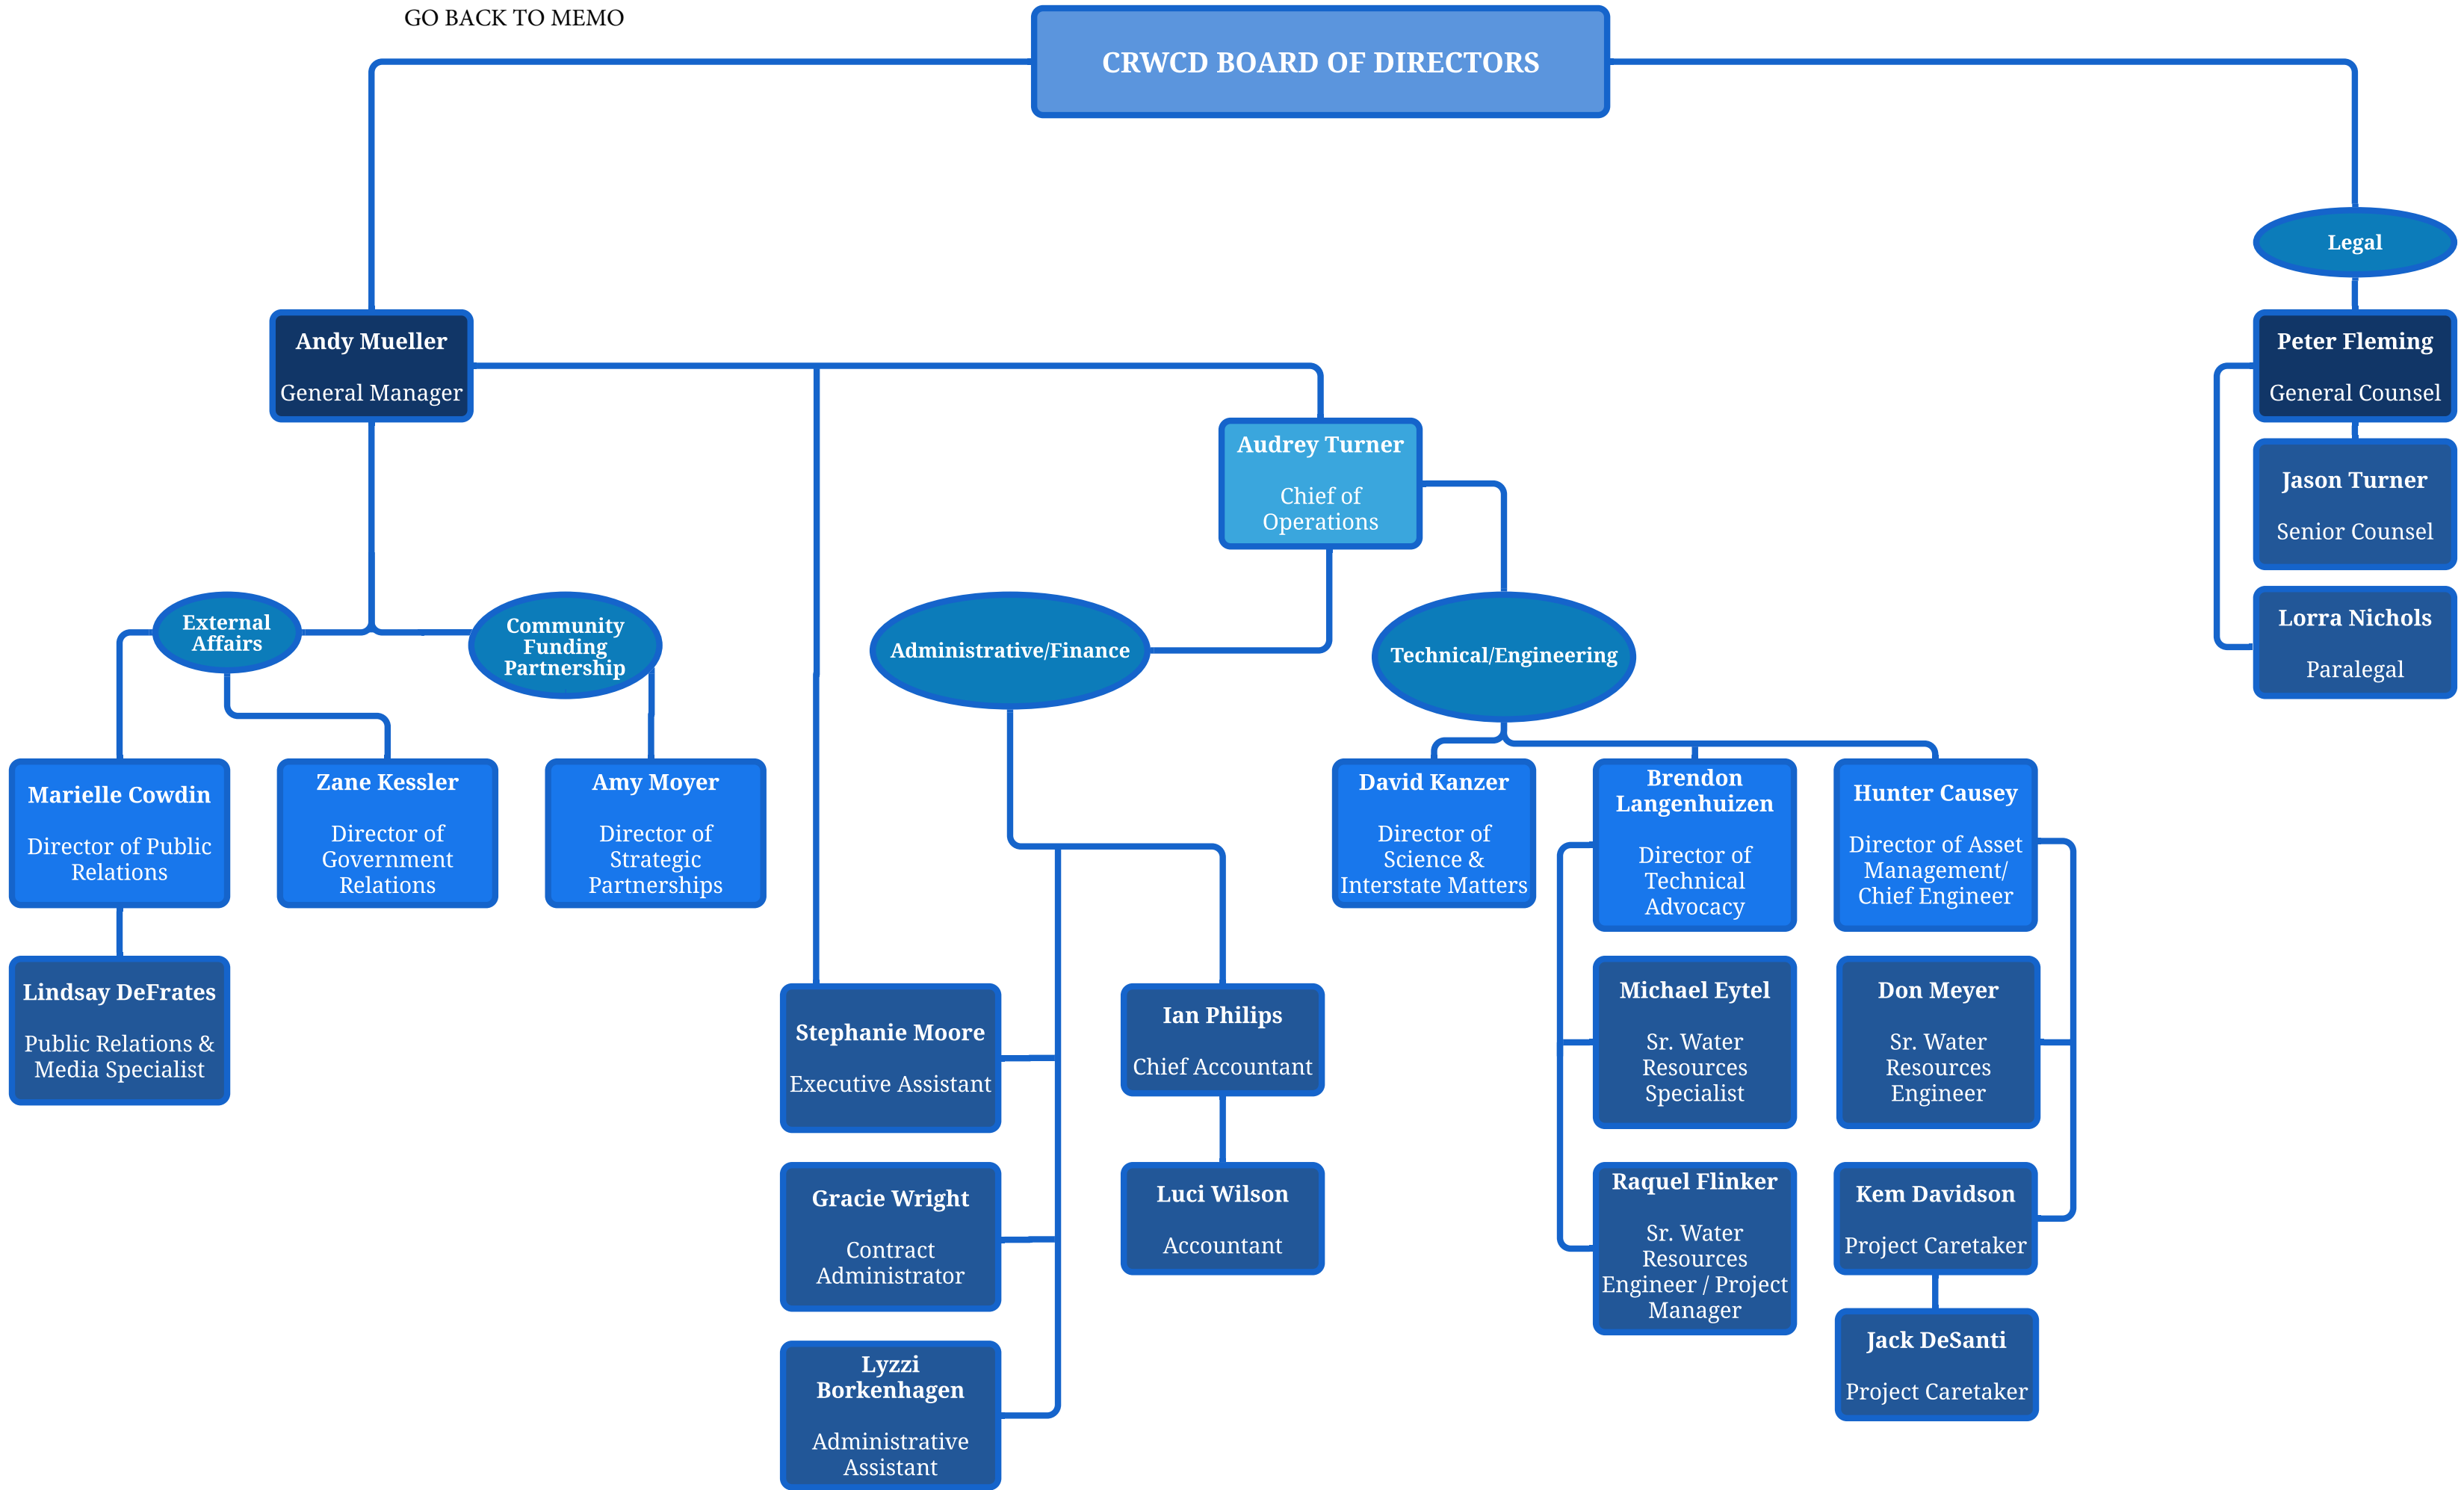 GO BACK TO MEMO
CRWCD BOARD OF DIRECTORS
Legal
Andy Mueller
General Manager
Peter Fleming
General Counsel
Audrey Turner
Chief of
Operations
Jason Turner
Senior Counsel
Lorra Nichols
Paralegal
External
Affairs
Community
Funding
Partnership
Administrative/Finance
Technical/Engineering
Marielle Cowdin
Director of Public
Relations
Zane Kessler
Director of
Government
Relations
Amy Moyer
Director of
Strategic
Partnerships
David Kanzer
Director of
Science &
Interstate Matters
Brendon
Langenhuizen
Director of
Technical
Advocacy
Hunter Causey
Director of Asset
Management/
Chief Engineer
Lindsay DeFrates
Public Relations &
Media Specialist
Stephanie Moore
Executive Assistant
Ian Philips
Chief Accountant
Michael Eytel
Sr. Water
Resources
Specialist
Don Meyer
Sr. Water
Resources
Engineer
Gracie Wright
Contract
Administrator
Luci Wilson
Accountant
Raquel Flinker
Sr. Water
Resources
Engineer / Project
Manager
Kem Davidson
Project Caretaker
Lyzzi
Borkenhagen
Administrative
Assistant
Jack DeSanti
Project Caretaker